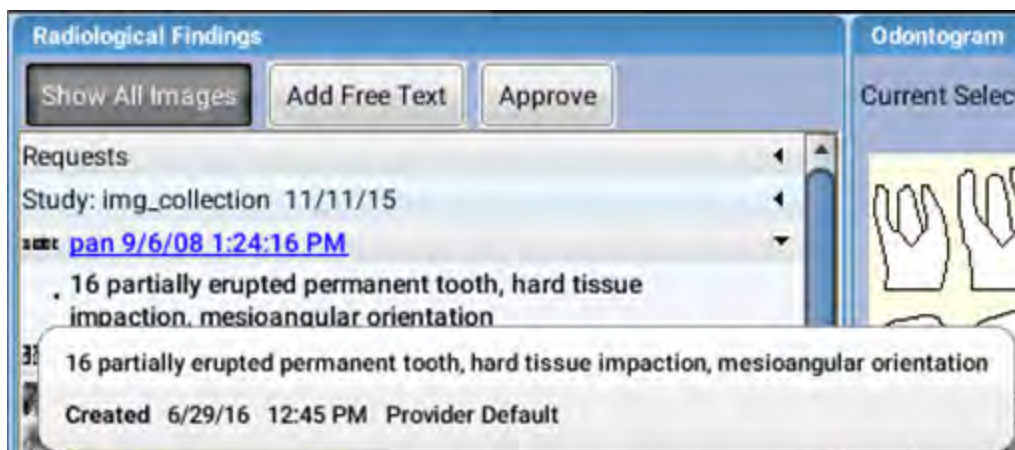 Radiological Findings
Odontogram
Show All Images
Add Free Text
Approve
Current Selec
Requests
Study: img_collection 11/11/15
pan 9/6/08 1:24:16 PM
16 partially erupted permanent tooth, hard tissue
impaction, mesioangular orientation
16 partially erupted permanent tooth, hard tissue impaction, mesioangular orientation
Created 6/29/16 12:45 PM Provider Default